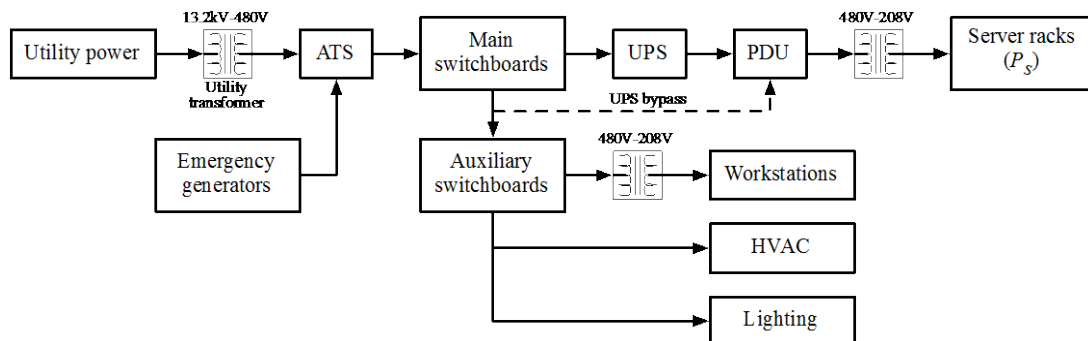 13.2kV-480V
480V-208V
Utility power
ATS
Main
switchboards
UPS
PDU
Server racks
(PS)
Utility
transformer
UPS bypass
480V-208V
Emergency
generators
Auxiliary
switchboards
Workstations
HVAC
Lighting